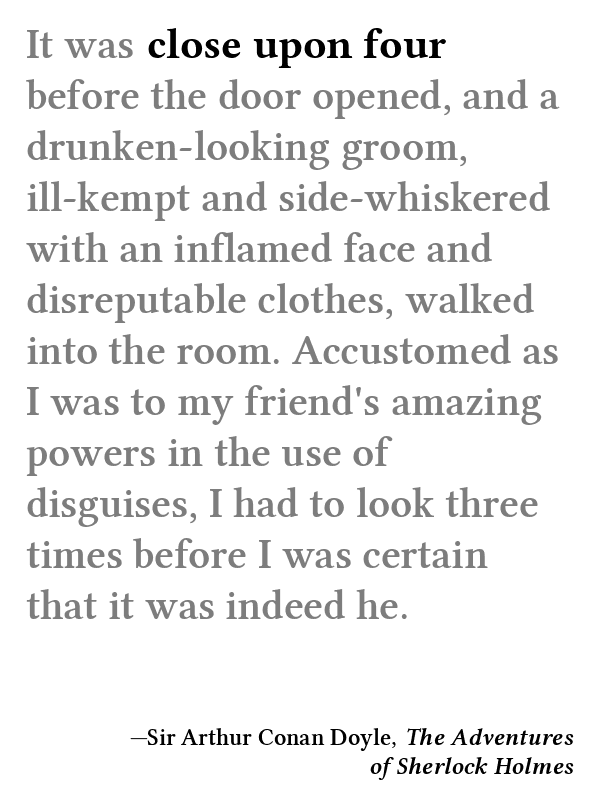 It was close upon four
before the door opened, and a
drunken-looking groom,
ill-kempt and side-whiskered
with an inflamed face and
disreputable clothes, walked
into the room. Accustomed as
I was to my friend's amazing
powers in the use of
disguises, I had to look three
times before I was certain
that it was indeed he.
—Sir Arthur Conan Doyle, The Adventures
of Sherlock Holmes